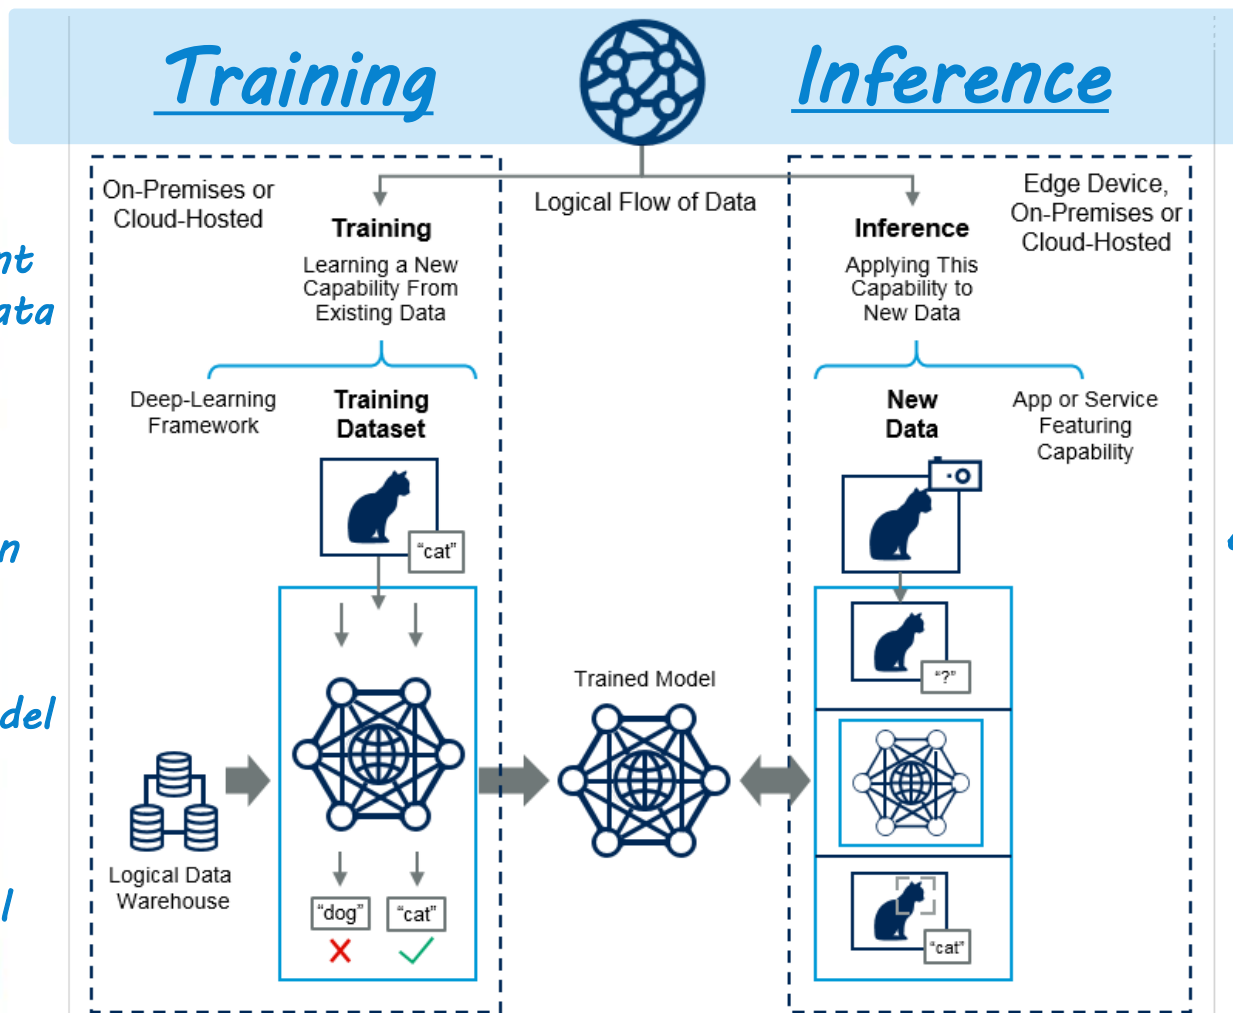 Training
Inference
On-Premises or
Cloud-Hosted
Logical Flow of Data
Edge Device,
On-Premises or
Cloud-Hosted
Training
Learning a New
Capability From
Existing Data
Inference
Applying This
Capability to
New Data
Deep-Learning
Framework
Training
Dataset
New
Data
App or Service
Featuring
Capability
"cat"
"?"
Trained Model
Logical Data
Warehouse
"dog"
"cat"
"cat"